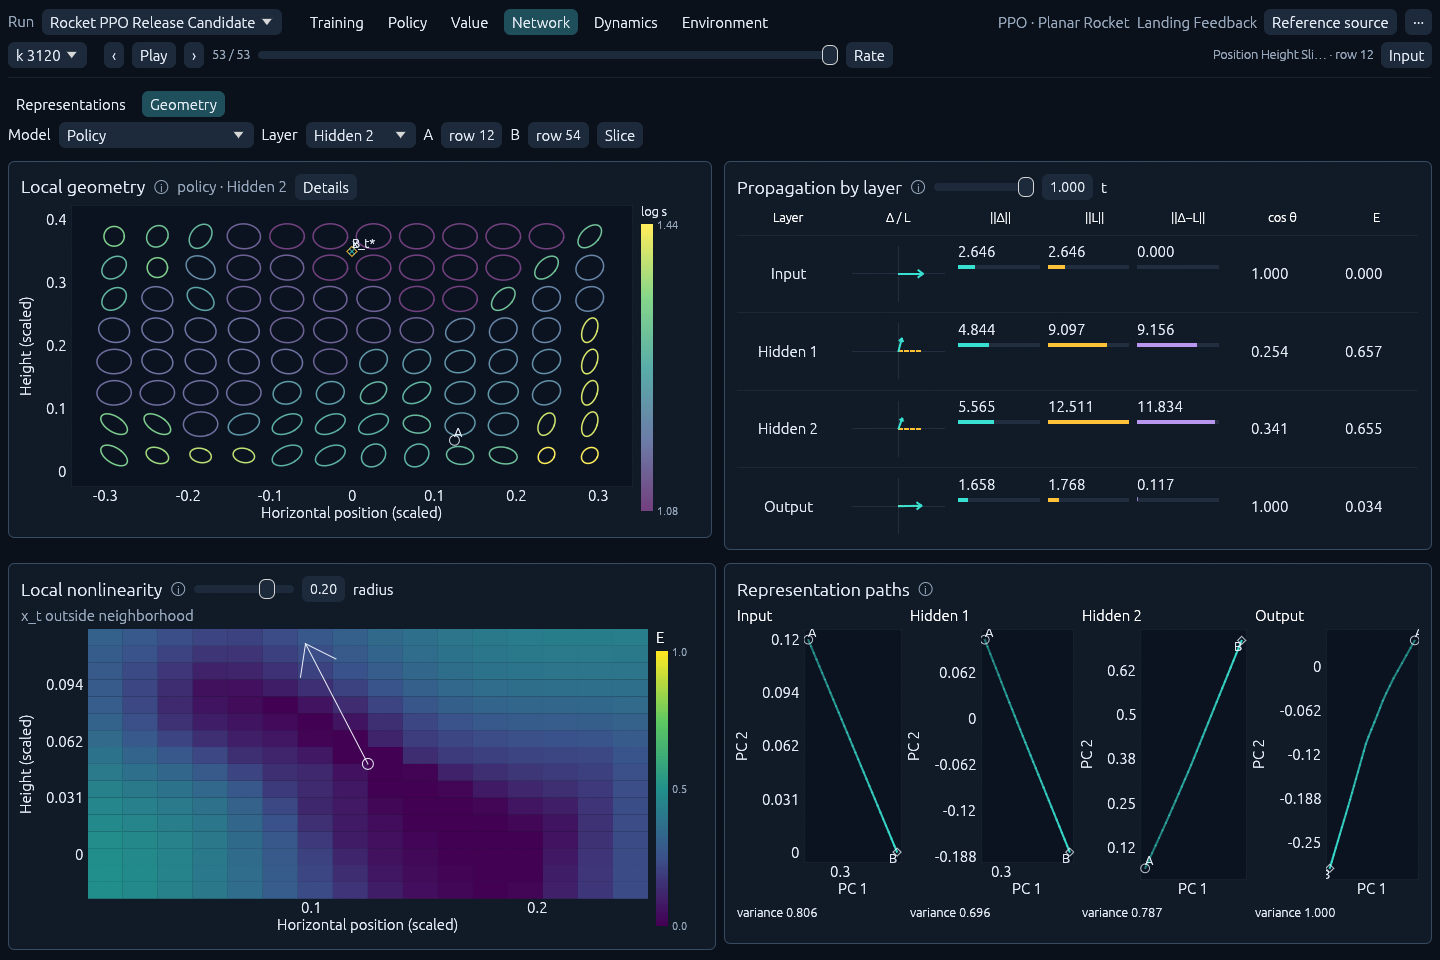 Run Rocket PPO Release Candidate Training Policy Value Network Dynamics Environment PPO · Planar Rocket Landing Feedback Reference source ...
k 3120 ‹ Play › 53 / 53 Rate Position Height Sli... · row 12 Input
Representations Geometry
Model Policy Layer Hidden 2 A row 12 B row 54 Slice
Local geometry policy · Hidden 2 Details
log s
1.44
1.08
0.4
0.3
0.2
0.1
0
Height (scaled)
A
-0.3 -0.2 -0.1 0 0.1 0.2 0.3
Horizontal position (scaled)
Propagation by layer 1.000 t
Layer Δ / L ||Δ|| ||L|| ||Δ−L|| cos θ E
Input 2.646 2.646 0.000 1.000 0.000
Hidden 1 4.844 9.097 9.156 0.254 0.657
Hidden 2 5.565 12.511 11.834 0.341 0.655
Output 1.658 1.768 0.117 1.000 0.034
Local nonlinearity 0.20 radius
x_t outside neighborhood
E
1.0
0.5
0.0
0.094
0.062
0.031
0
Height (scaled)
0.1 0.2
Horizontal position (scaled)
Representation paths
Input
0.12
0.094
0.062
0.031
0
PC 2
A
B
0.3
PC 1
variance 0.806
Hidden 1
0.062
0
-0.062
-0.12
-0.188
PC 2
A
B
0.3
PC 1
variance 0.696
Hidden 2
0.62
0.5
0.38
0.25
0.12
PC 2
B
A
PC 1
variance 0.787
Output
0
-0.062
-0.12
-0.188
-0.25
PC 2
PC 1
variance 1.000